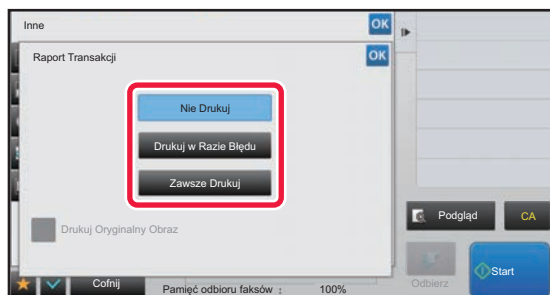 Inne
OK
Raport Transakcji
OK
Nie Drukuj
Drukuj w Razie Błędu
Zawsze Drukuj
Drukuj Oryginalny Obraz
Podgląd
CA
Cofnij
Pamięć odbioru faksów :
100%
Odbierz
Start